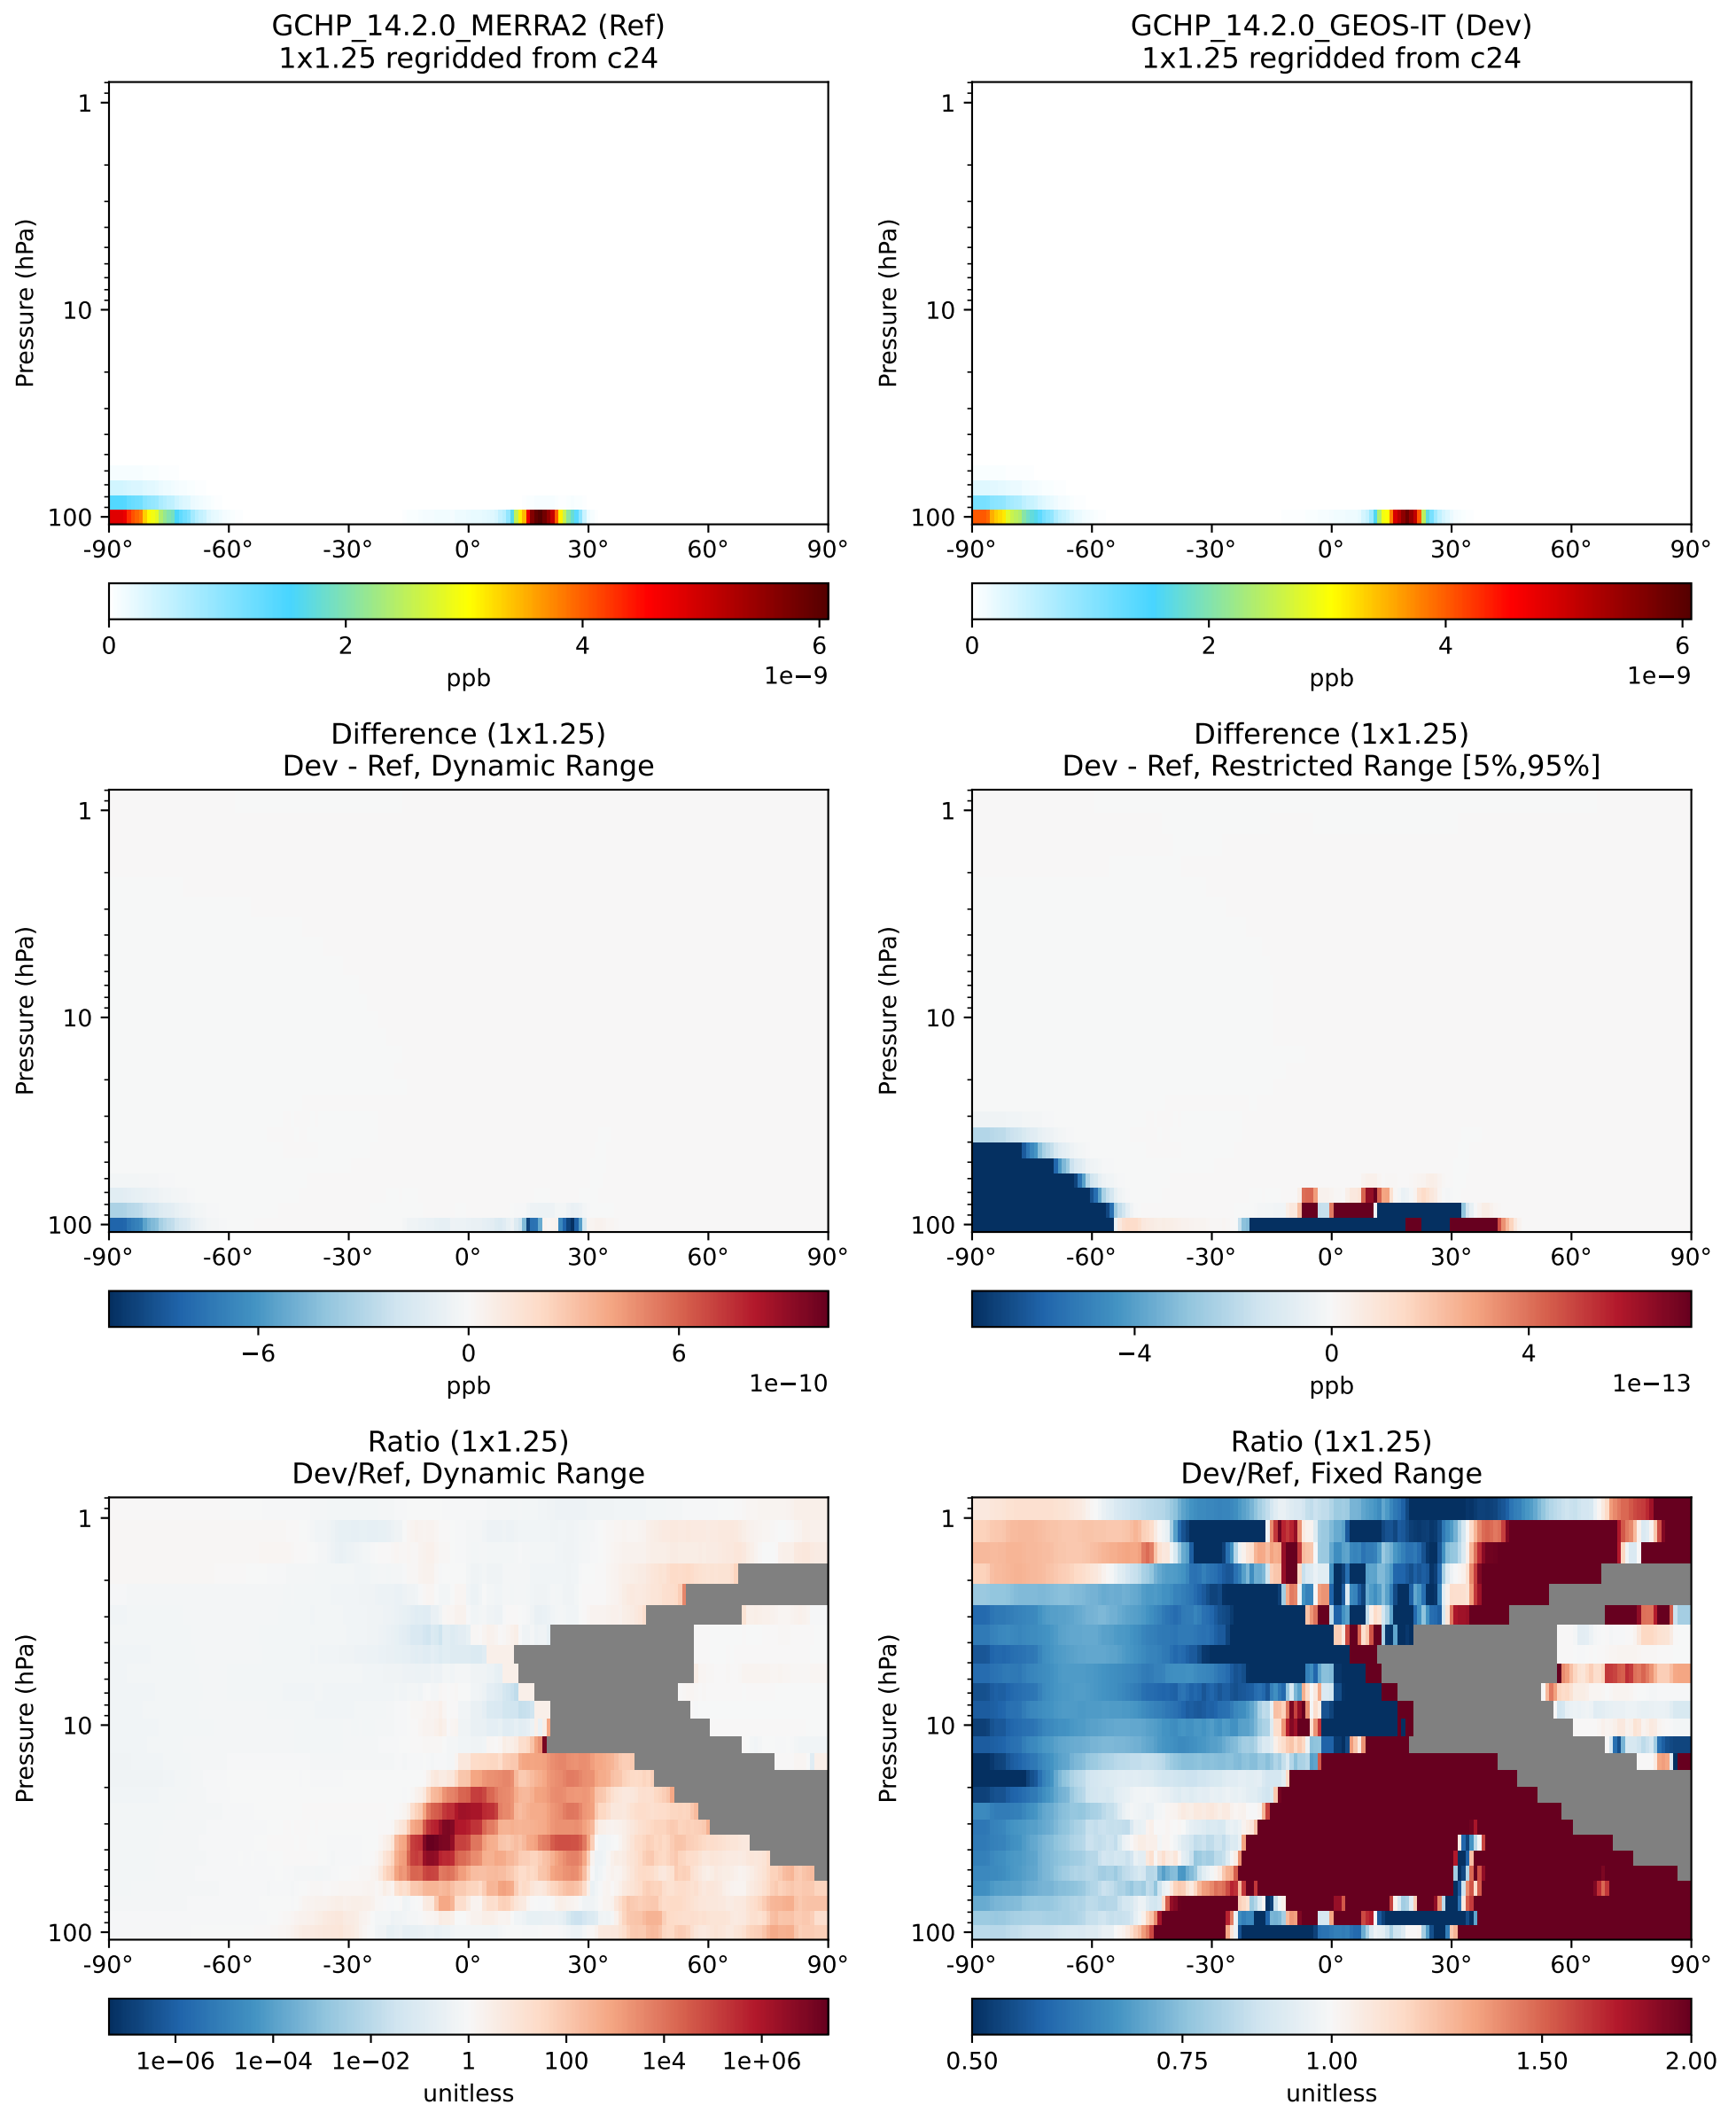 GCHP_14.2.0_MERRA2 (Ref)
1x1.25 regridded from c24
Pressure (hPa)
1
10
100
-90° -60° -30° 0° 30° 60° 90°
0 2 4 6
1e−9
ppb
GCHP_14.2.0_GEOS-IT (Dev)
1x1.25 regridded from c24
Pressure (hPa)
1
10
100
-90° -60° -30° 0° 30° 60° 90°
0 2 4 6
1e−9
ppb
Difference (1x1.25)
Dev - Ref, Dynamic Range
Pressure (hPa)
1
10
100
-90° -60° -30° 0° 30° 60° 90°
−6 0 6
1e−10
ppb
Difference (1x1.25)
Dev - Ref, Restricted Range [5%,95%]
Pressure (hPa)
1
10
100
-90° -60° -30° 0° 30° 60° 90°
−4 0 4
1e−13
ppb
Ratio (1x1.25)
Dev/Ref, Dynamic Range
Pressure (hPa)
1
10
100
-90° -60° -30° 0° 30° 60° 90°
1e−06 1e−04 1e−02 1 100 1e+04 1e+06
unitless
Ratio (1x1.25)
Dev/Ref, Fixed Range
Pressure (hPa)
1
10
100
-90° -60° -30° 0° 30° 60° 90°
0.50 0.75 1.00 1.50 2.00
unitless